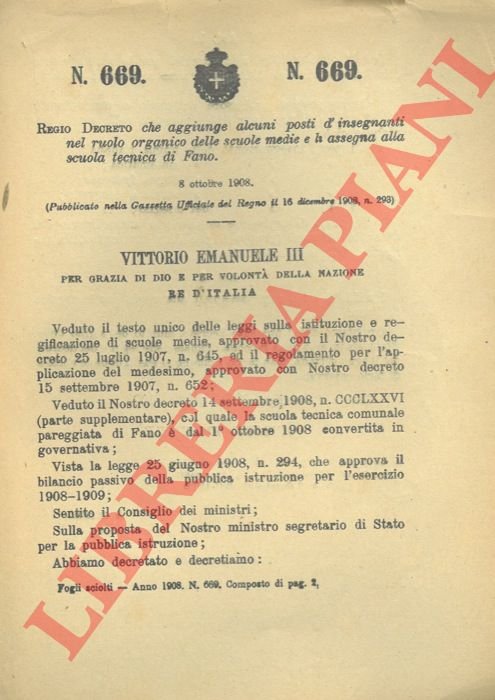 N. 669.
N. 669.
REGIO DECRETO che aggiunge alcuni posti d'insegnanti
nel ruolo organico delle scuole medie e li assegna alla
scuola tecnica di Fano.
8 ottobre 1908.
(Pubblicato nella Gazzetta Ufficiale del Regno il 16 dicembre 1908, n. 293)
VITTORIO EMANUELE III
PER GRAZIA DI DIO E PER VOLONTÀ DELLA NAZIONE
RE D'ITALIA
Veduto il testo unico delle leggi sulla istituzione e re-
gificazione di scuole medie, approvato con il Nostro de-
creto 25 luglio 1907, n. 645, ed il regolamento per l'ap-
plicazione del medesimo, approvato con Nostro decreto
15 settembre 1907, n. 652;
Veduto il Nostro decreto 14 settembre 1908, n. CCCLXXVI
(parte supplementare), col quale la scuola tecnica comunale
pareggiata di Fano è dal 1° ottobre 1908 convertita in
governativa;
Vista la legge 25 giugno 1908, n. 294, che approva il
bilancio passivo della pubblica istruzione per l'esercizio
1908-1909;
Sentito il Consiglio dei ministri;
Sulla proposta del Nostro ministro segretario di Stato
per la pubblica istruzione;
Abbiamo decretato e decretiamo:
Fogli sciolti — Anno 1908. N. 669. Composto di pag. 2,
LIBRERIA PIANI